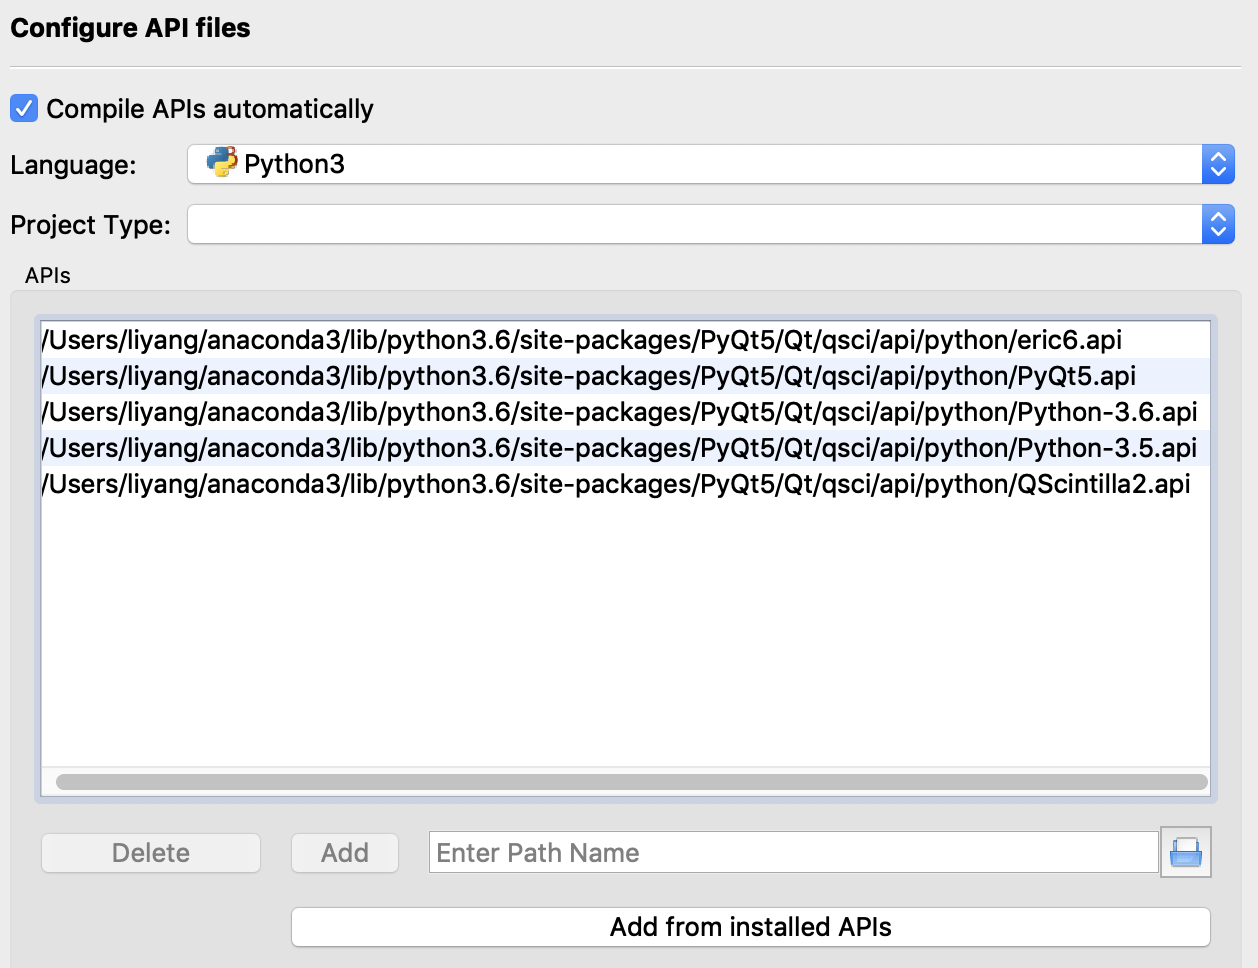 Configure API files
Compile APIs automatically
Language: Python3
Project Type:
APIs
/Users/liyang/anaconda3/lib/python3.6/site-packages/PyQt5/Qt/qsci/api/python/eric6.api
/Users/liyang/anaconda3/lib/python3.6/site-packages/PyQt5/Qt/qsci/api/python/PyQt5.api
/Users/liyang/anaconda3/lib/python3.6/site-packages/PyQt5/Qt/qsci/api/python/Python-3.6.api
/Users/liyang/anaconda3/lib/python3.6/site-packages/PyQt5/Qt/qsci/api/python/Python-3.5.api
/Users/liyang/anaconda3/lib/python3.6/site-packages/PyQt5/Qt/qsci/api/python/QScintilla2.api
Delete Add Enter Path Name
Add from installed APIs